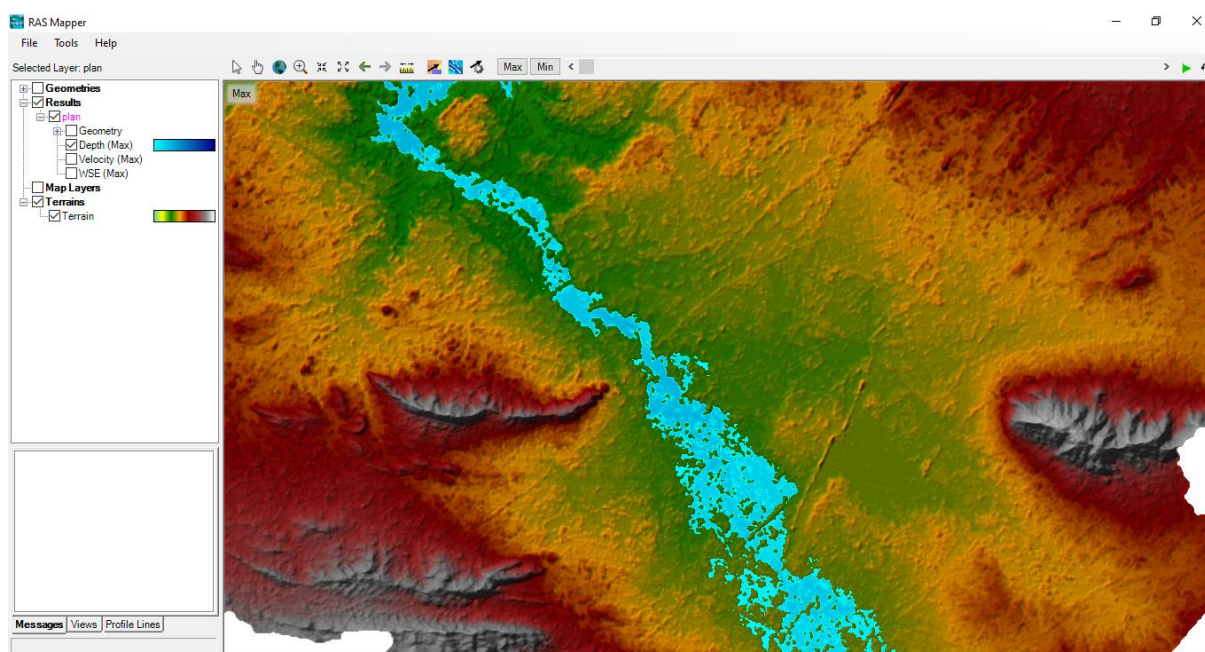 RAS Mapper
File Tools Help
Selected Layer: plan
Max Min
Geometries
Results
plan
Geometry
Depth (Max)
Velocity (Max)
WSE (Max)
Map Layers
Terrains
Terrain
Max
Messages Views Profile Lines